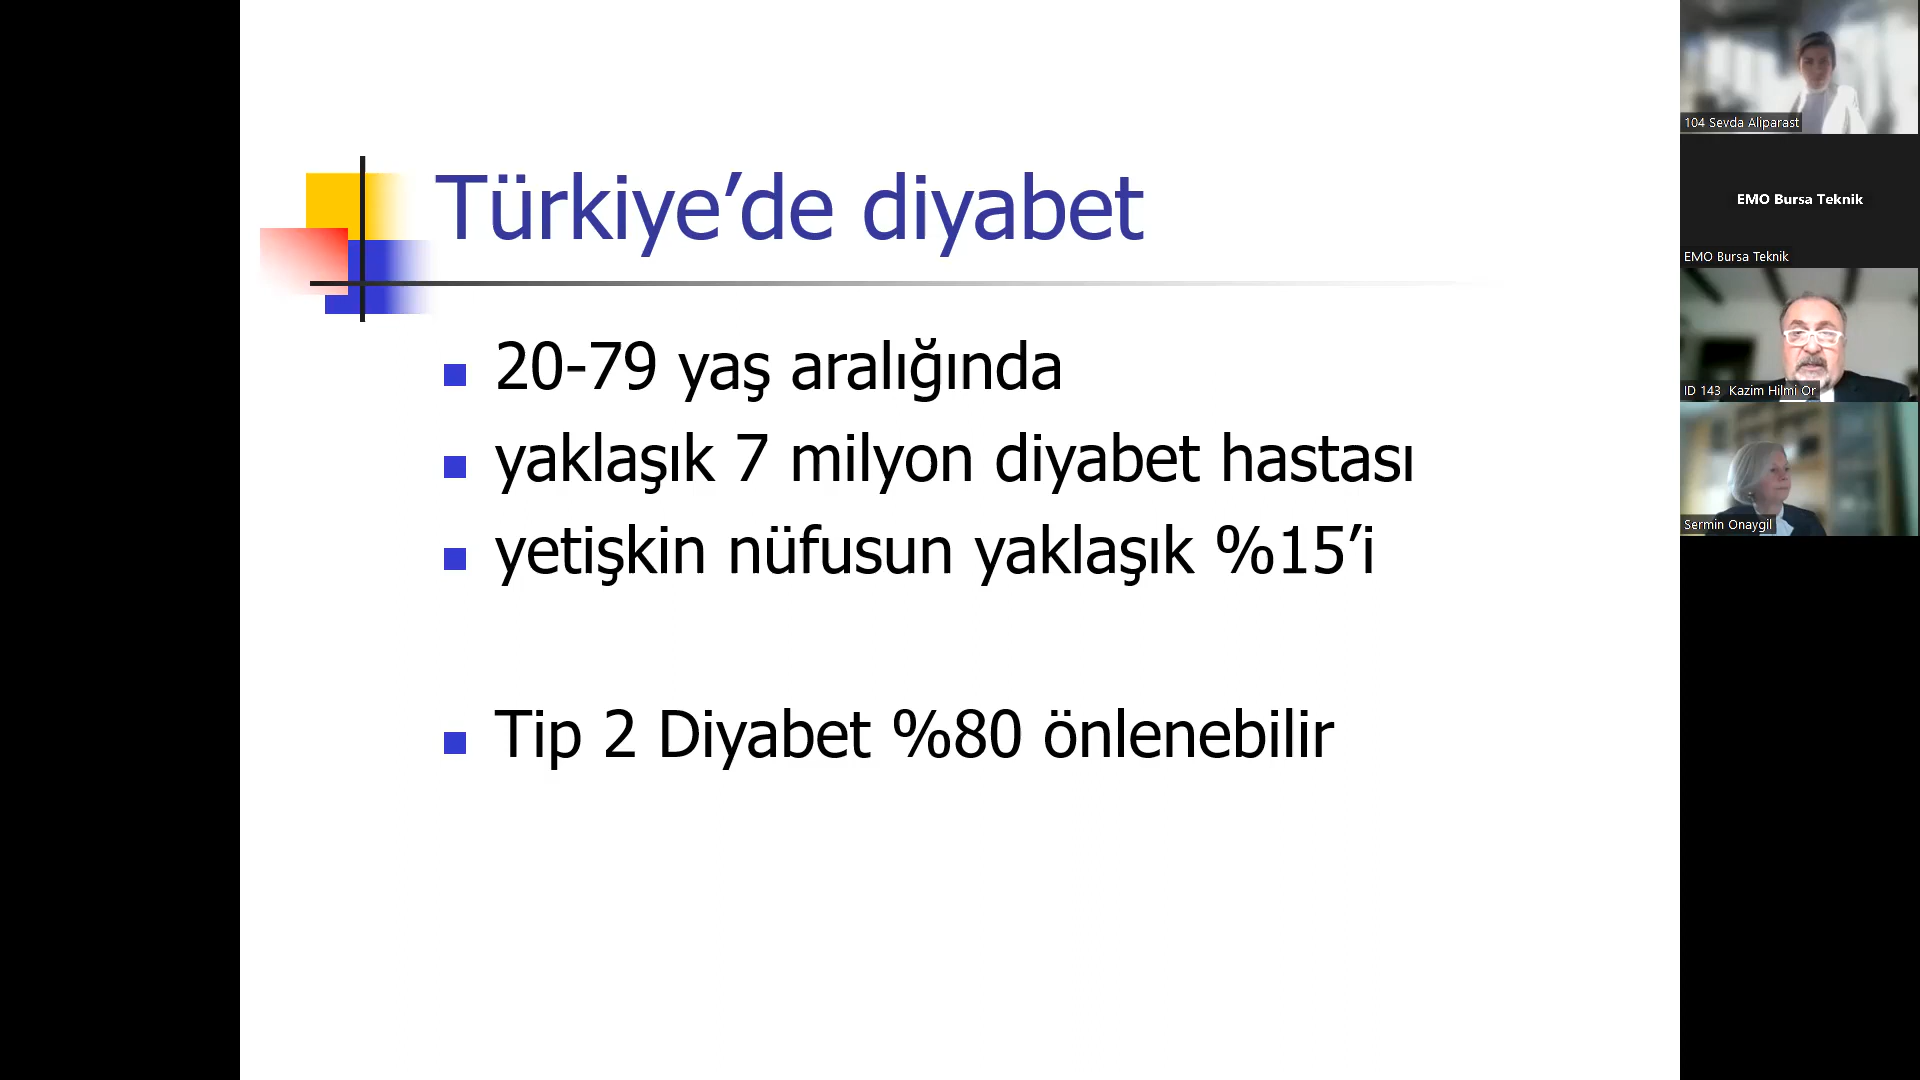 Türkiye’de diyabet
20-79 yaş aralığında
yaklaşık 7 milyon diyabet hastası
yetişkin nüfusun yaklaşık %15’i
Tip 2 Diyabet %80 önlenebilir
104 Sevda Aliparast
EMO Bursa Teknik
EMO Bursa Teknik
ID 143 Kazim Hilmi Or
Sermin Onaygil